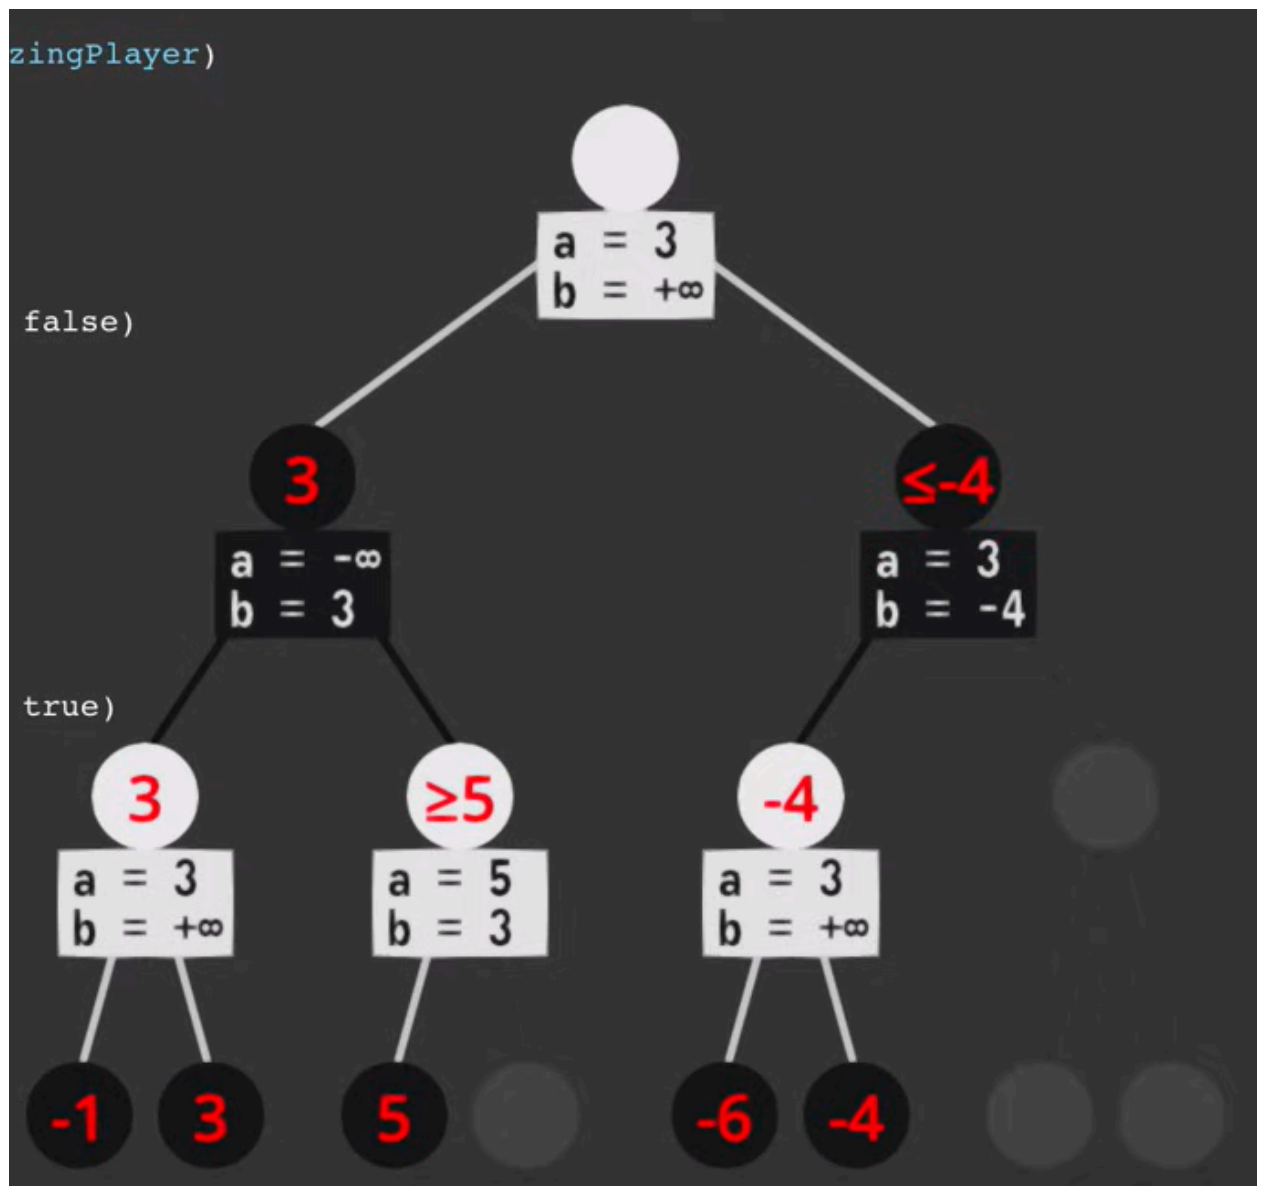 zingPlayer)
a = 3
b = +∞
false)
3
≤-4
a = -∞
b = 3
a = 3
b = -4
true)
3
≥5
-4
a = 3
b = +∞
a = 5
b = 3
a = 3
b = +∞
-1
3
5
-6
-4